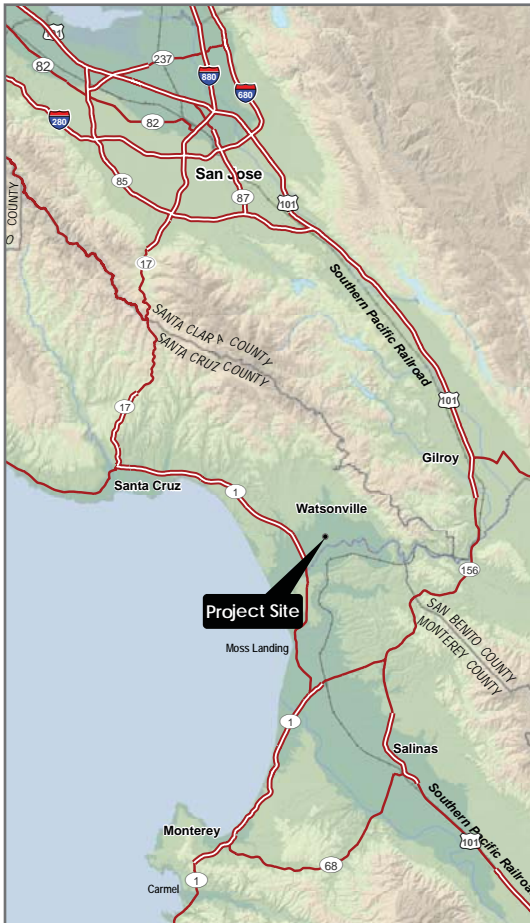 101
237
82
880
680
280
82
San Jose
85
87
101
O COUNTY
17
Southern Pacific Railroad
SANTA CLARA COUNTY
SANTA CRUZ COUNTY
101
17
Gilroy
Santa Cruz
1
Watsonville
156
Project Site
SAN BENITO COUNTY
MONTEREY COUNTY
Moss Landing
1
Salinas
Southern Pacific Railroa
Monterey
101
68
1
Carmel